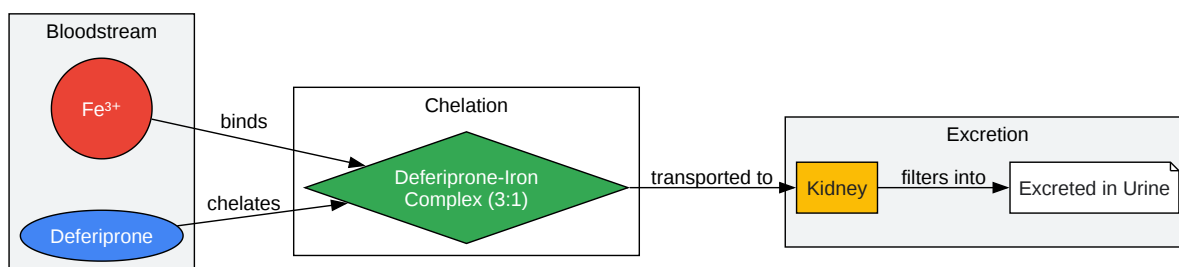 Bloodstream
Fe³⁺
binds
Deferiprone
chelates
Chelation
Deferiprone-Iron
Complex (3:1)
transported to
Excretion
Kidney
filters into
Excreted in Urine